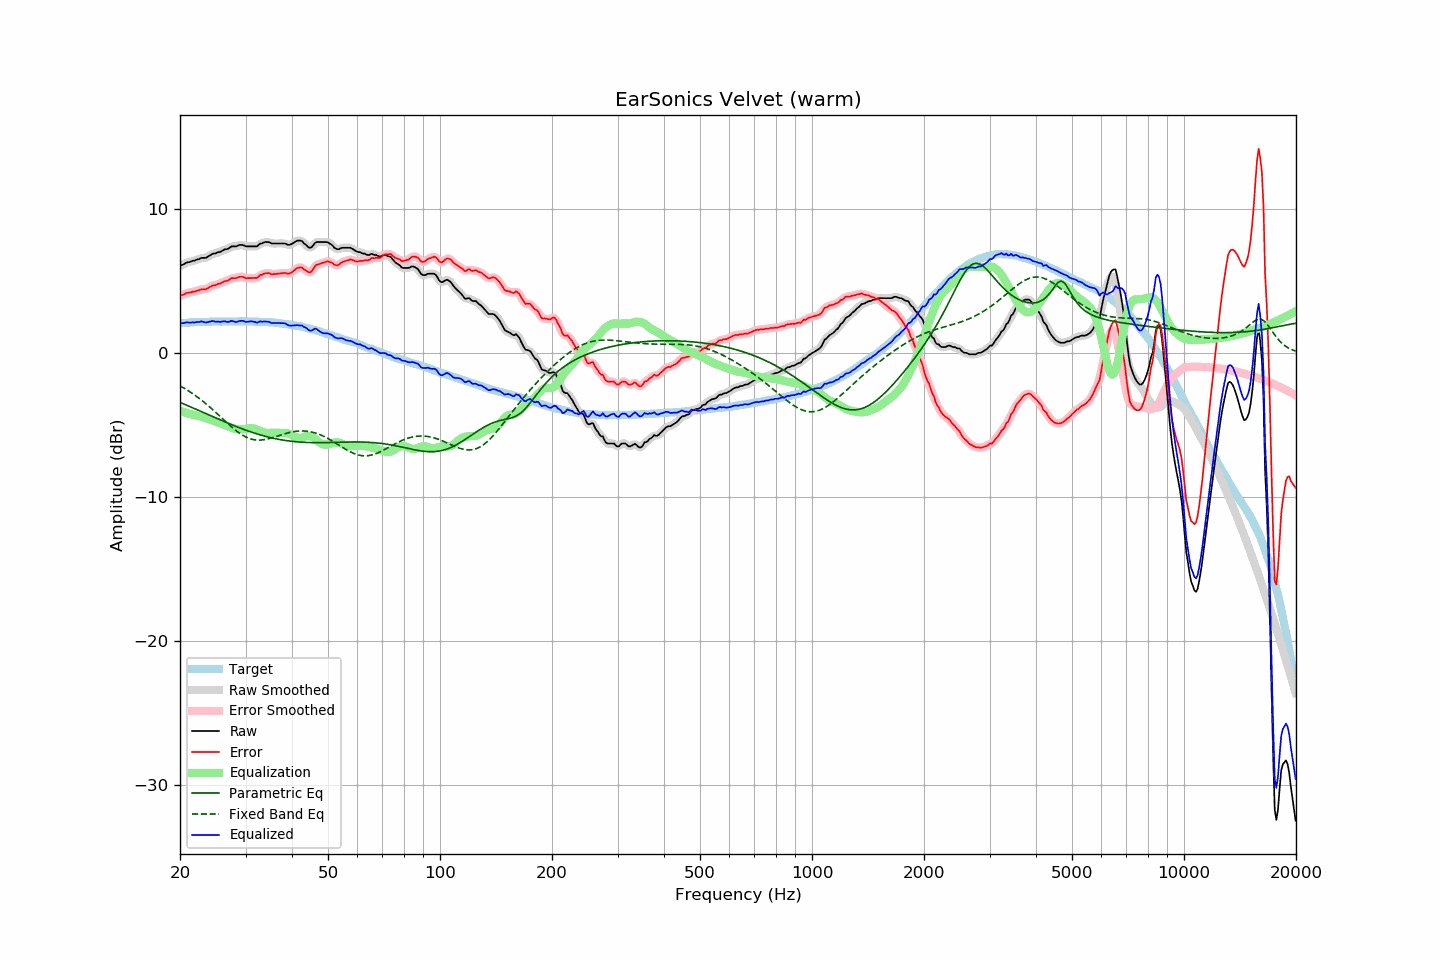 EarSonics Velvet (warm)
Amplitude (dBr)
10
0
−10
−20
−30
Target
Raw Smoothed
Error Smoothed
Raw
Error
Equalization
Parametric Eq
Fixed Band Eq
Equalized
20 50 100 200 500 1000 2000 5000 10000 20000
Frequency (Hz)